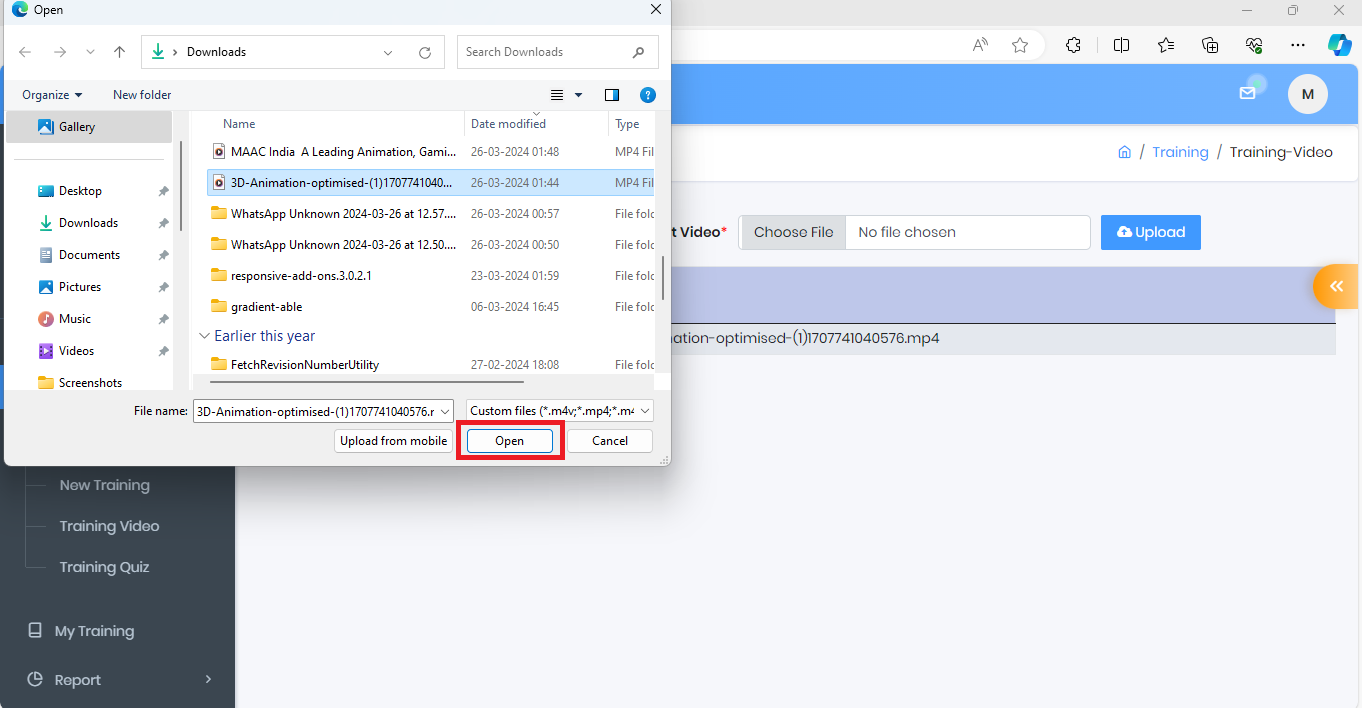 Open
Downloads
Search Downloads
Organize
New folder
Gallery
Desktop
Downloads
Documents
Pictures
Music
Videos
Screenshots
Name Date modified Type
MAAC India A Leading Animation, Gami... 26-03-2024 01:48 MP4 Fil
3D-Animation-optimised-(1)1707741040... 26-03-2024 01:44 MP4 Fil
WhatsApp Unknown 2024-03-26 at 12.57.... 26-03-2024 00:57 File folc
WhatsApp Unknown 2024-03-26 at 12.50.... 26-03-2024 00:50 File folc
responsive-add-ons.3.0.2.1 23-03-2024 01:59 File folc
gradient-able 06-03-2024 16:45 File folc
Earlier this year
FetchRevisionNumberUtility 27-02-2024 18:08 File folc
File name: 3D-Animation-optimised-(1)1707741040576.r Custom files (*.m4v;*.mp4;*.m4
Upload from mobile Open Cancel
M
/ Training / Training-Video
t Video* Choose File No file chosen Upload
nation-optimised-(1)1707741040576.mp4
New Training
Training Video
Training Quiz
My Training
Report